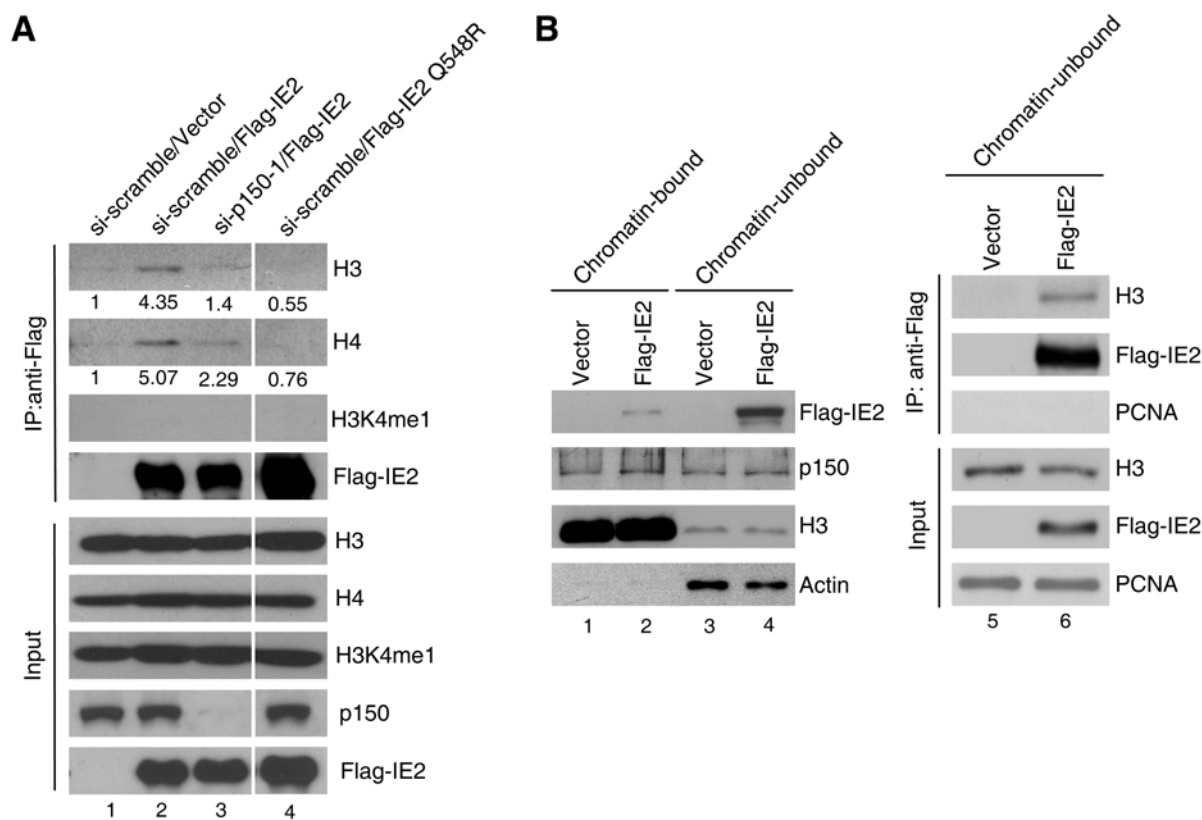 A
si-scramble/Vector
si-scramble/Flag-IE2
si-p150-1/Flag-IE2
si-scramble/Flag-IE2 Q548R
IP:anti-Flag
H3
1 4.35 1.4 0.55
H4
1 5.07 2.29 0.76
H3K4me1
Flag-IE2
Input
H3
H4
H3K4me1
p150
Flag-IE2
1 2 3 4
B
Chromatin-bound
Chromatin-unbound
Vector
Flag-IE2
Vector
Flag-IE2
Flag-IE2
p150
H3
Actin
1 2 3 4
Chromatin-unbound
Vector
Flag-IE2
IP: anti-Flag
H3
Flag-IE2
PCNA
Input
H3
Flag-IE2
PCNA
5 6